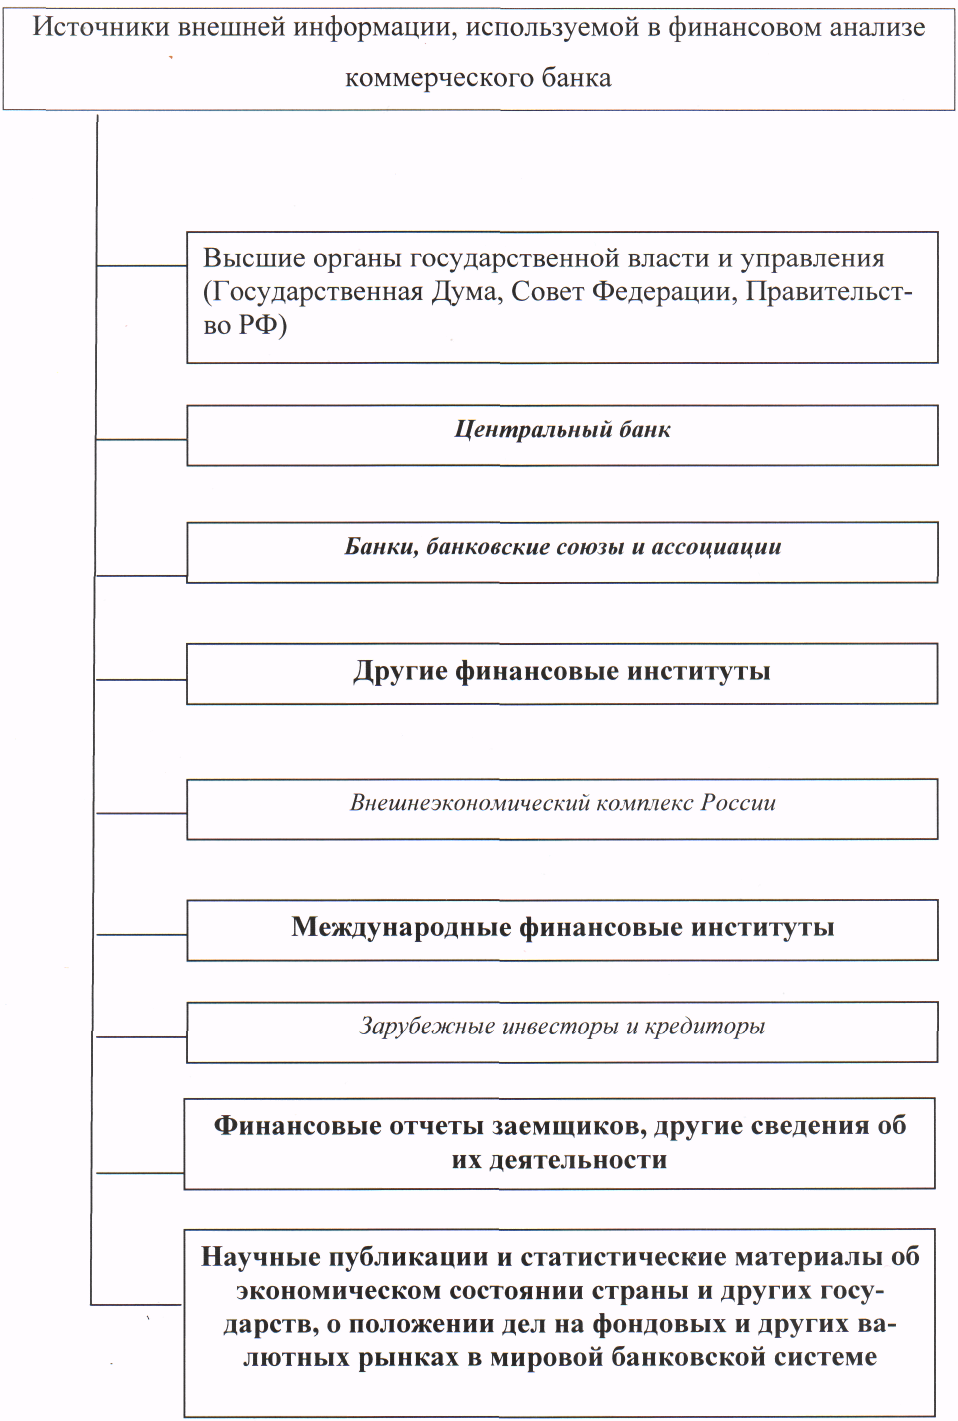 Источники внешней информации, используемой в финансовом анализе
коммерческого банка
Высшие органы государственной власти и управления
(Государственная Дума, Совет Федерации, Правительст-
во РФ)
Центральный банк
Банки, банковские союзы и ассоциации
Другие финансовые институты
Внешнеэкономический комплекс России
Международные финансовые институты
Зарубежные инвесторы и кредиторы
Финансовые отчеты заемщиков, другие сведения об
их деятельности
Научные публикации и статистические материалы об
экономическом состоянии страны и других госу-
дарств, о положении дел на фондовых и других ва-
лютных рынках в мировой банковской системе